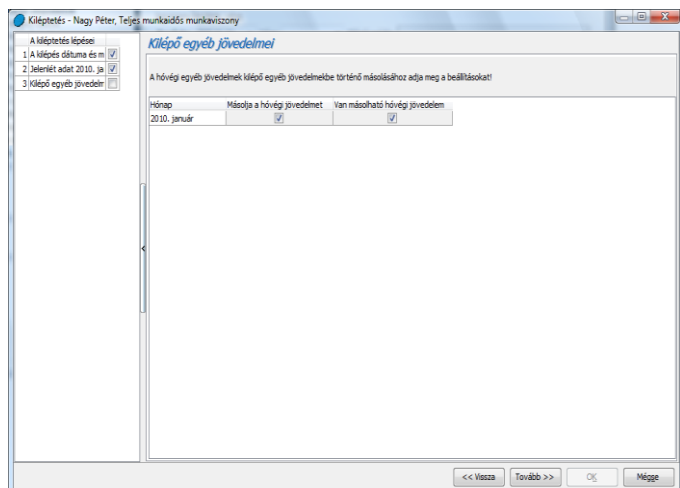 Kiléptetés - Nagy Péter, Teljes munkaidős munkaviszony
A kiléptetés lépései
1 A kilépés dátuma és m
2 Jelenlét adat 2010. ja
3 Kilépő egyéb jövedelr
Kilépő egyéb jövedelmei
A hóvégi egyéb jövedelmek kilépő egyéb jövedelmekbe történő másolásához adja meg a beállításokat!
Hónap Másolja a hóvégi jövedelmet Van másolható hóvégi jövedelem
2010. január
<< Vissza Tovább >> OK Mégse